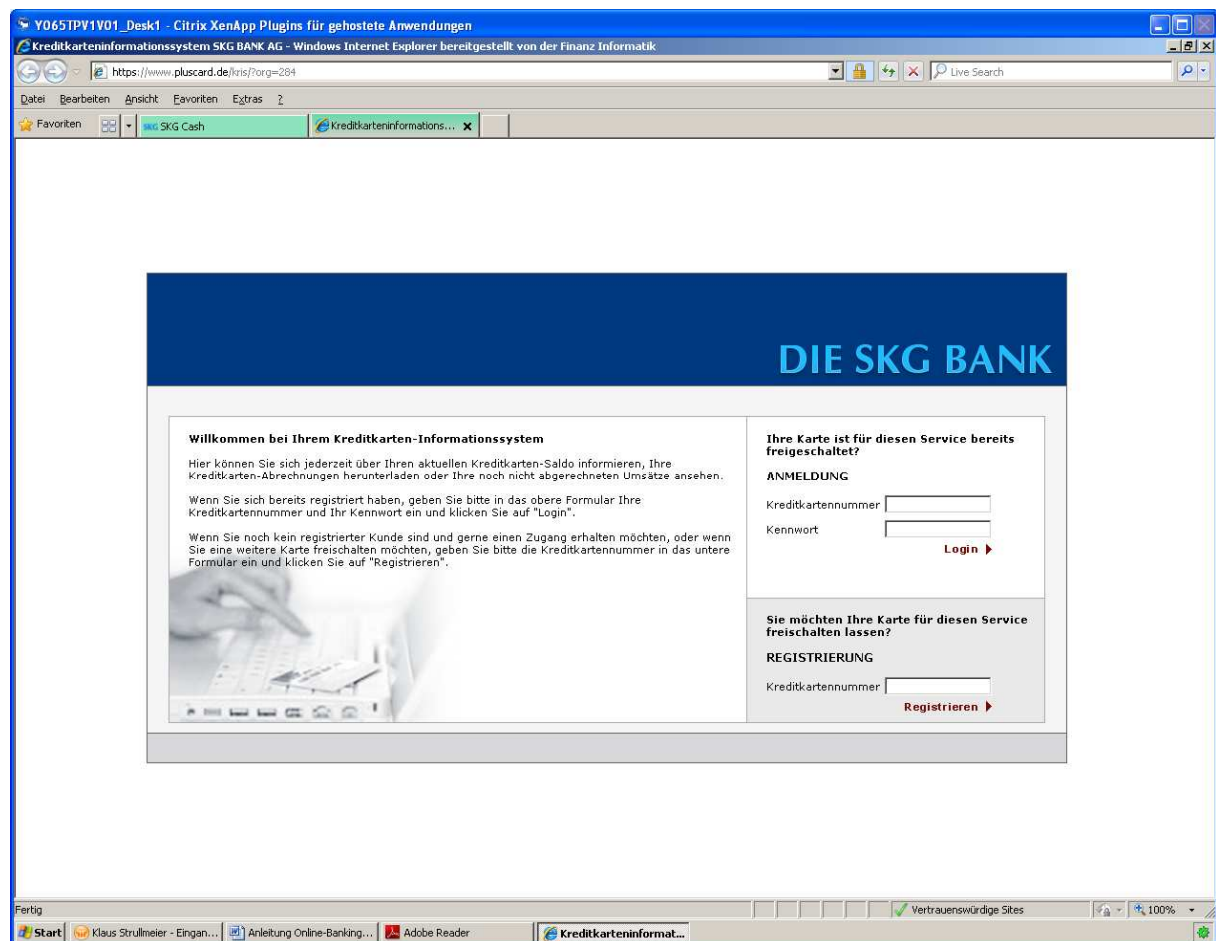 Y065TPV1V01_Desk1 - Citrix XenApp Plugins für gehostete Anwendungen
Kreditkarteninformationssystem SKG BANK AG - Windows Internet Explorer bereitgestellt von der Finanz Informatik
https://www.pluscard.de/kris/?org=284
Live Search
Datei Bearbeiten Ansicht Favoriten Extras ?
Favoriten
SKG SKG Cash
Kreditkarteninformations...
DIE SKG BANK
Willkommen bei Ihrem Kreditkarten-Informationssystem
Hier können Sie sich jederzeit über Ihren aktuellen Kreditkarten-Saldo informieren, Ihre
Kreditkarten-Abrechnungen herunterladen oder Ihre noch nicht abgerechneten Umsätze ansehen.
Wenn Sie sich bereits registriert haben, geben Sie bitte in das obere Formular Ihre
Kreditkartennummer und Ihr Kennwort ein und klicken Sie auf "Login".
Wenn Sie noch kein registrierter Kunde sind und gerne einen Zugang erhalten möchten, oder wenn
Sie eine weitere Karte freischalten möchten, geben Sie bitte die Kreditkartennummer in das untere
Formular ein und klicken Sie auf "Registrieren".
Ihre Karte ist für diesen Service bereits
freigeschaltet?
ANMELDUNG
Kreditkartennummer
Kennwort
Login
Sie möchten Ihre Karte für diesen Service
freischalten lassen?
REGISTRIERUNG
Kreditkartennummer
Registrieren
Fertig
Vertrauenswürdige Sites
100%
Start
Klaus Strullmeier - Eingan...
Anleitung Online-Banking...
Adobe Reader
Kreditkarteninformat...